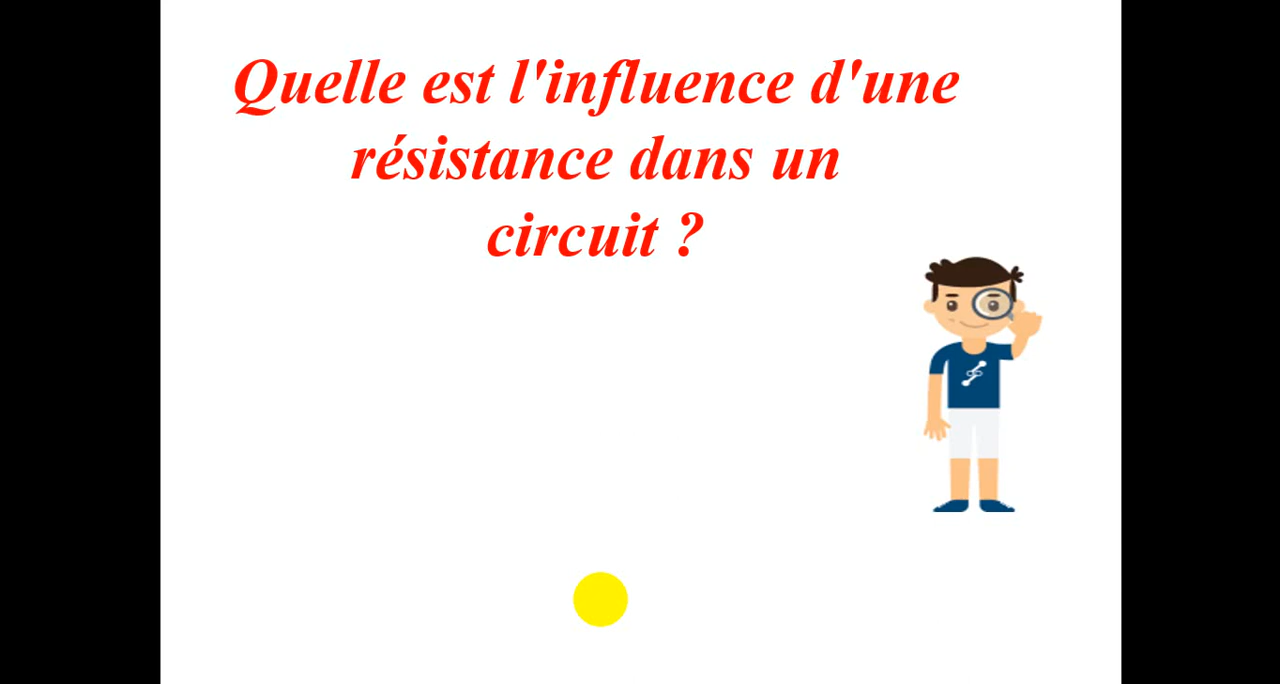 Quelle est l'influence d'une
résistance dans un
circuit ?